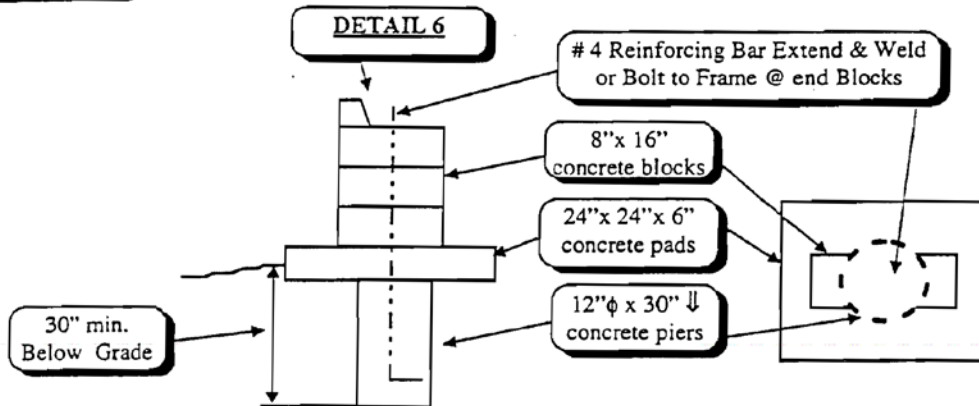 DETAIL 6
# 4 Reinforcing Bar Extend & Weld
or Bolt to Frame @ end Blocks
8”x 16”
concrete blocks
24”x 24”x 6”
concrete pads
12”ϕ x 30” ⇓
concrete piers
30” min.
Below Grade